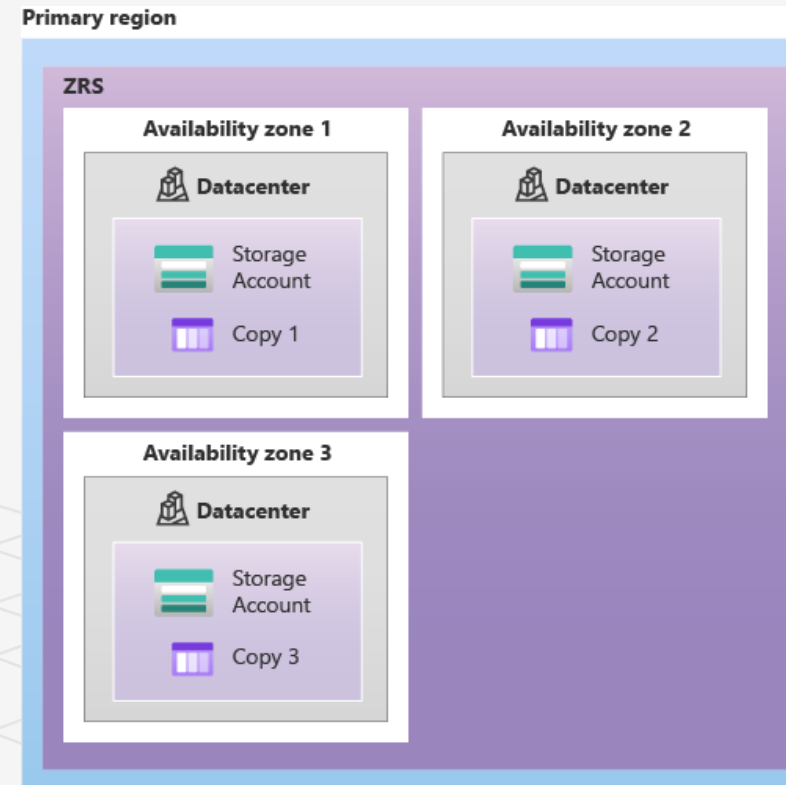 Primary region
ZRS
Availability zone 1
Datacenter
Storage
Account
Copy 1
Availability zone 2
Datacenter
Storage
Account
Copy 2
Availability zone 3
Datacenter
Storage
Account
Copy 3